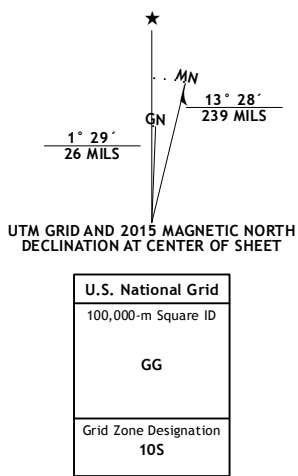 ★
MN
GN
13° 28´
239 MILS
1° 29´
26 MILS
UTM GRID AND 2015 MAGNETIC NORTH
DECLINATION AT CENTER OF SHEET
U.S. National Grid
100,000-m Square ID
GG
Grid Zone Designation
10S